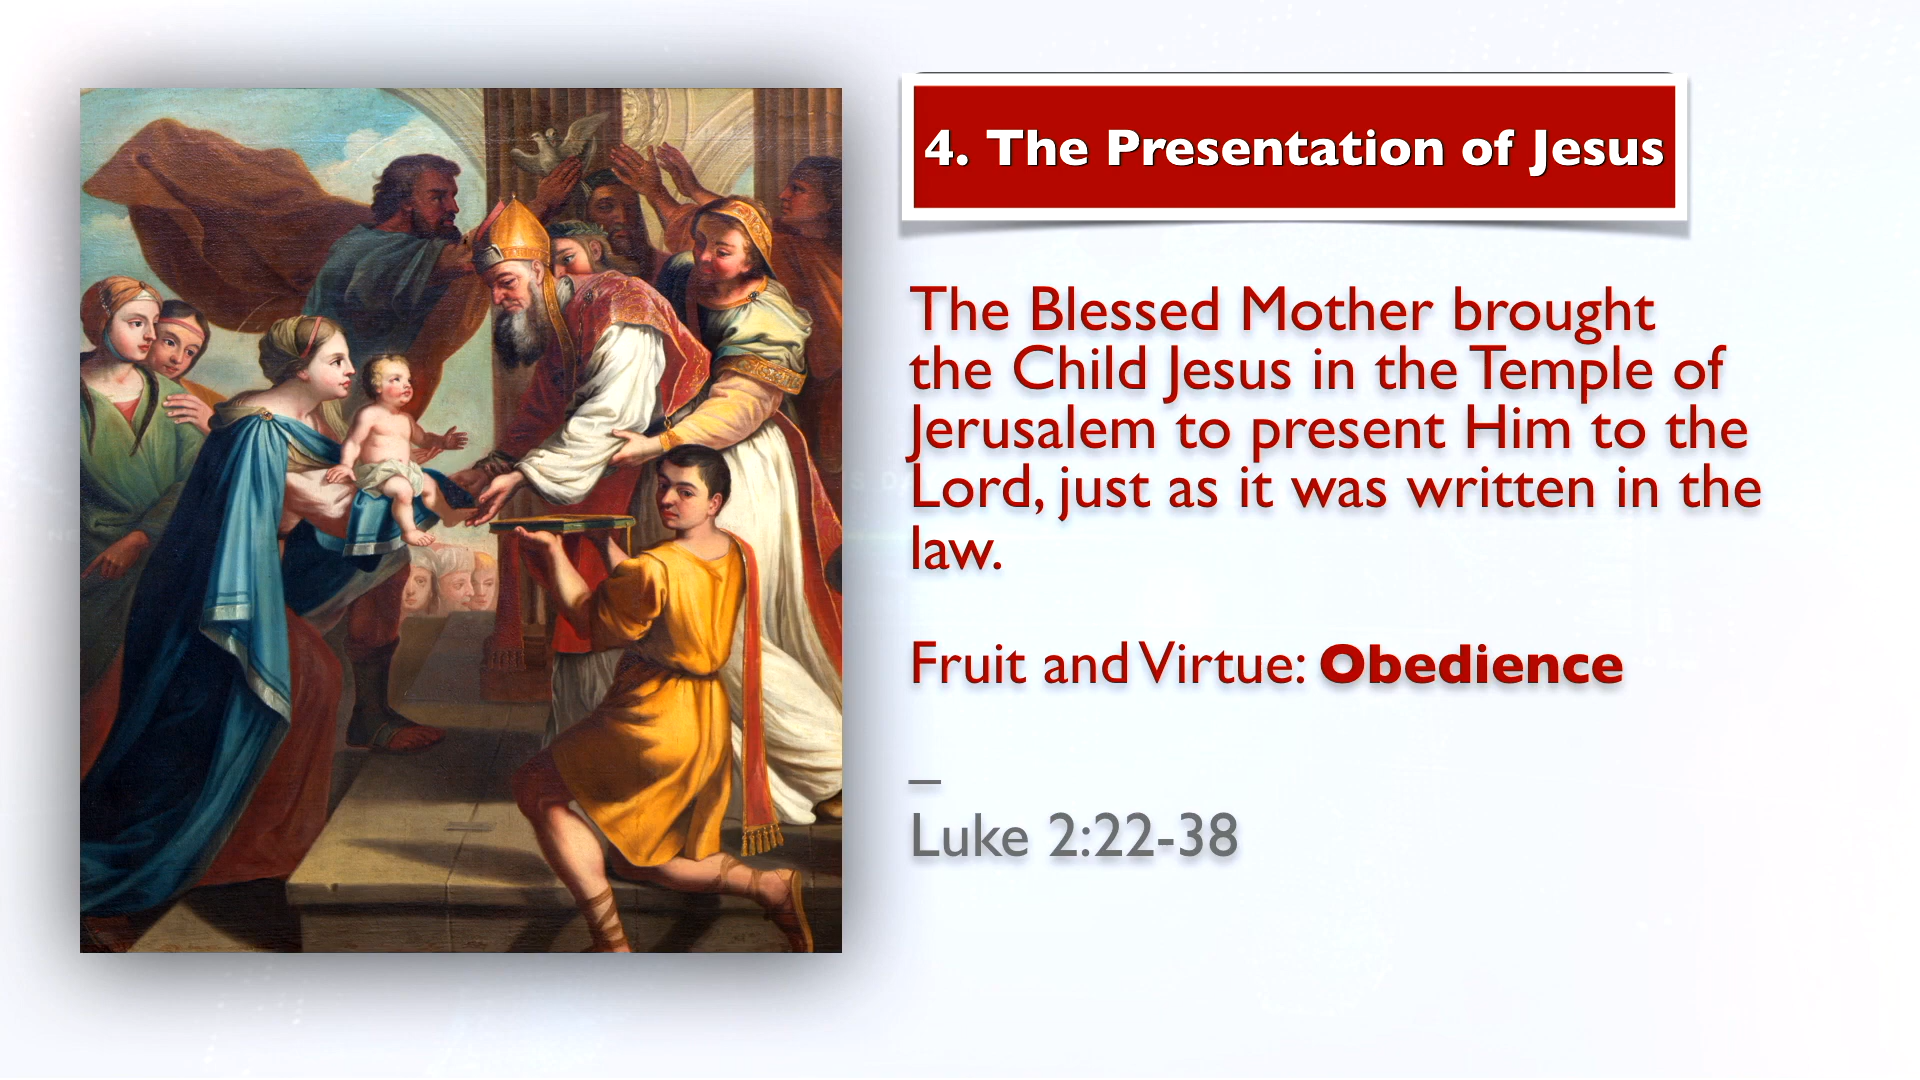 4. The Presentation of Jesus
The Blessed Mother brought
the Child Jesus in the Temple of
Jerusalem to present Him to the
Lord, just as it was written in the
law.
Fruit and Virtue: Obedience
–
Luke 2:22-38